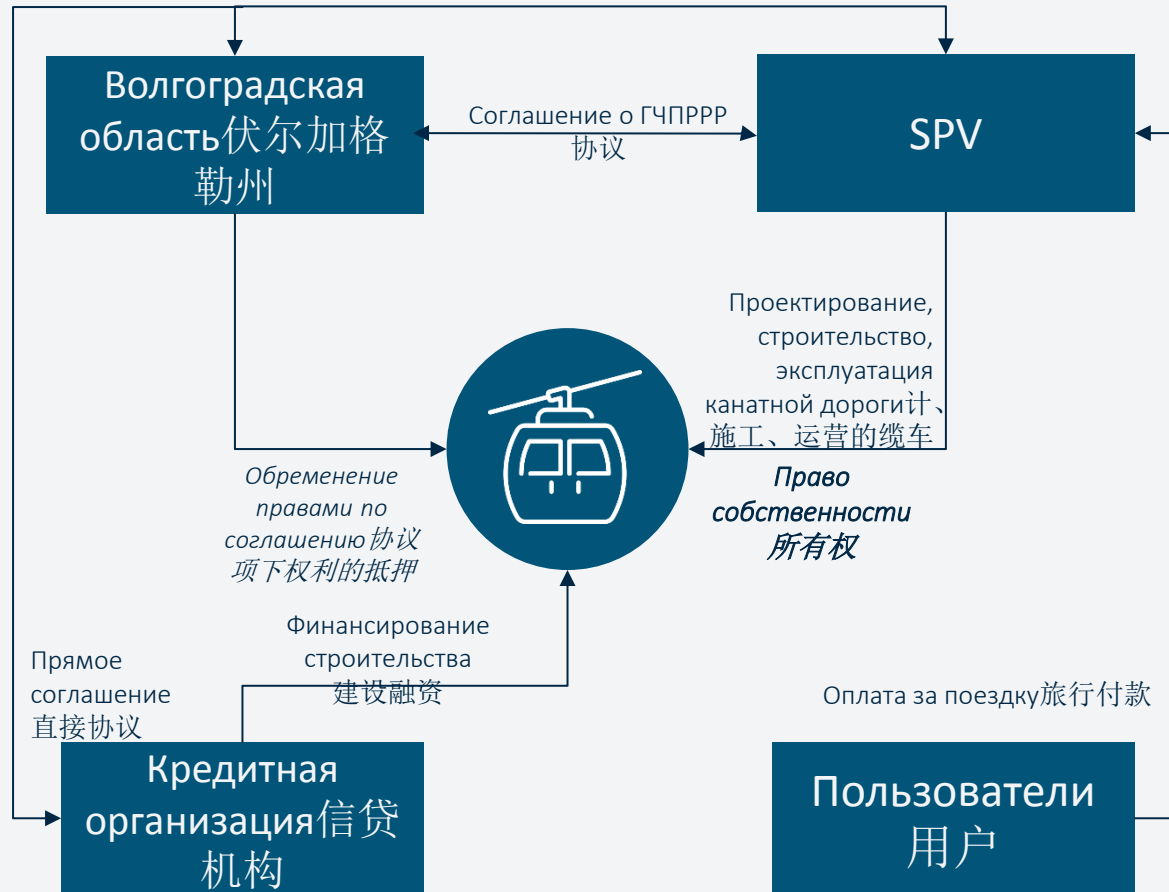 Волгоградская
область伏尔加格
勒州
Соглашение о ГЧПPPP
协议
SPV
Проектирование,
строительство,
эксплуатация
канатной дороги计、
施工、运营的缆车
Обременение
правами по
соглашению协议
项下权利的抵押
Право
собственности
所有权
Финансирование
строительства
建设融资
Прямое
соглашение
直接协议
Оплата за поездку旅行付款
Кредитная
организация信贷
机构
Пользователи
用户